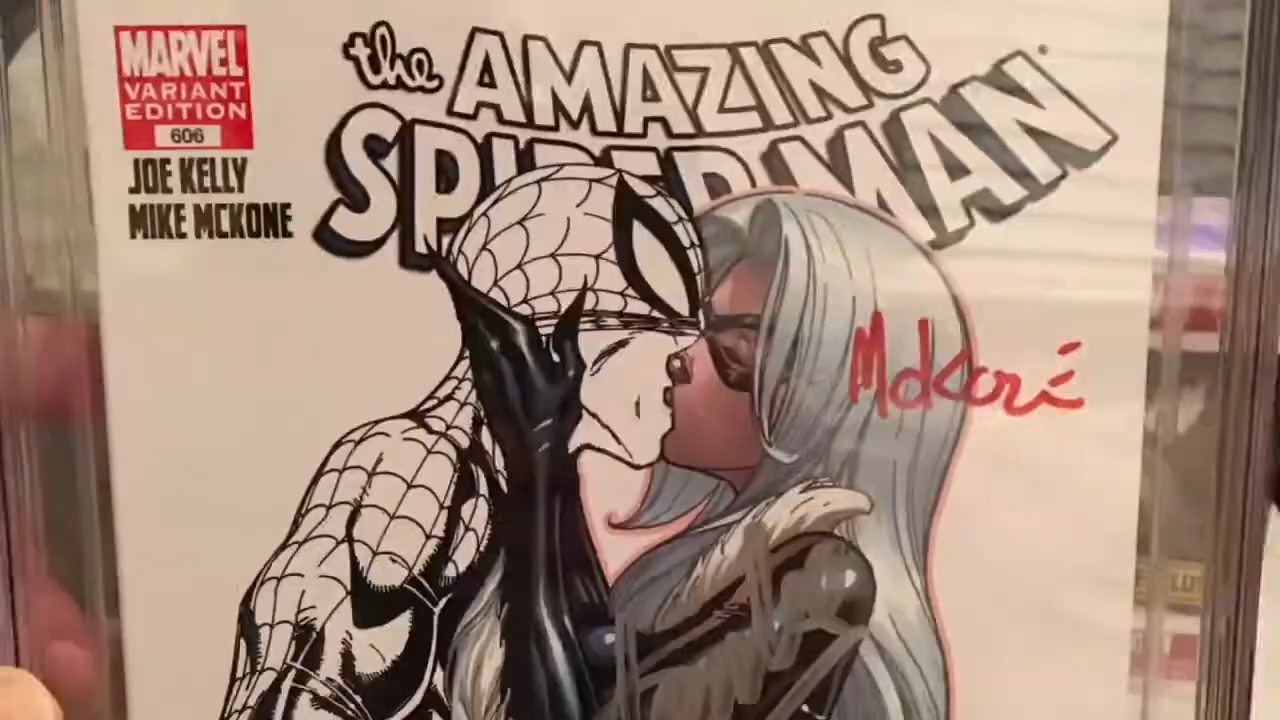 MARVEL
VARIANT
EDITION
606
JOE KELLY
MIKE MCKONE
the AMAZING
SPIDER-MAN
McKone